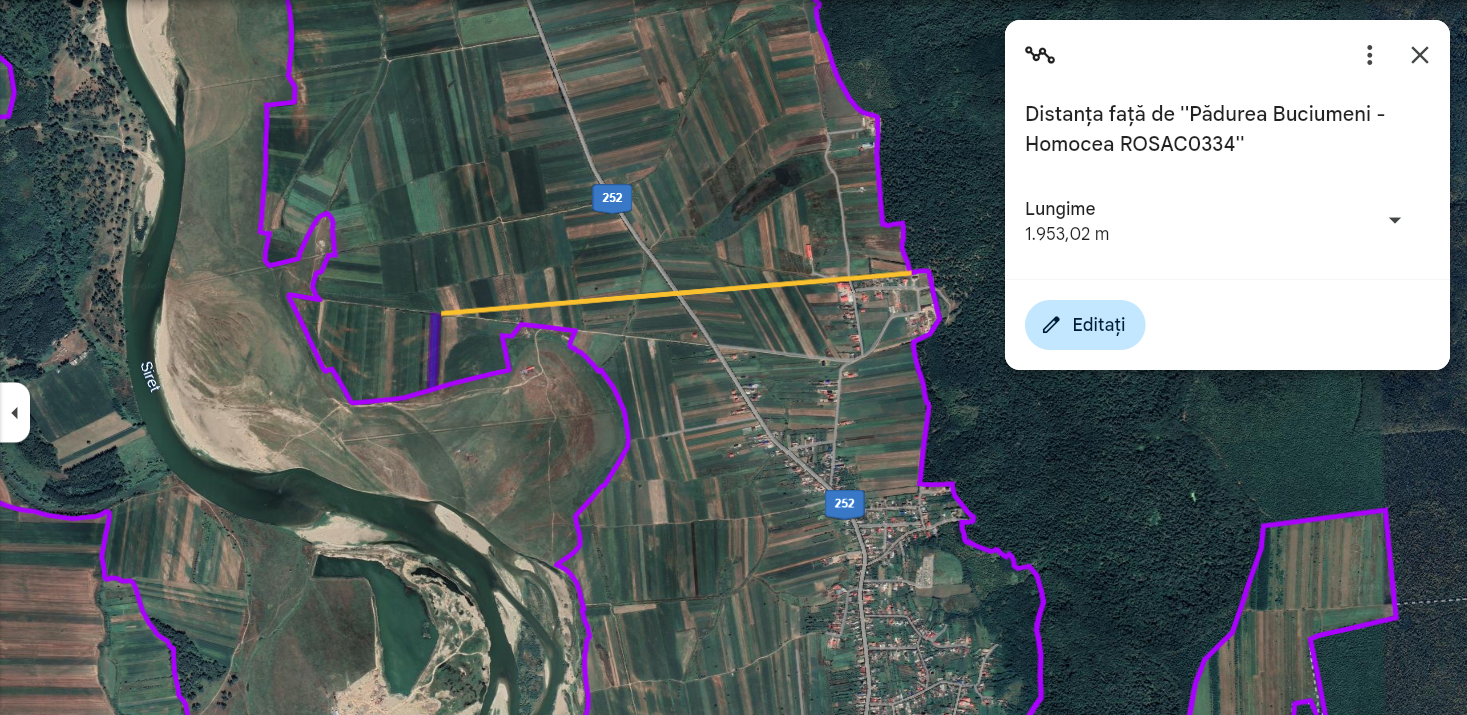 Distanța față de "Pădurea Buciumeni -
Homocea ROSAC0334"
Lungime
1.953,02 m
Editați
252
Siret
252